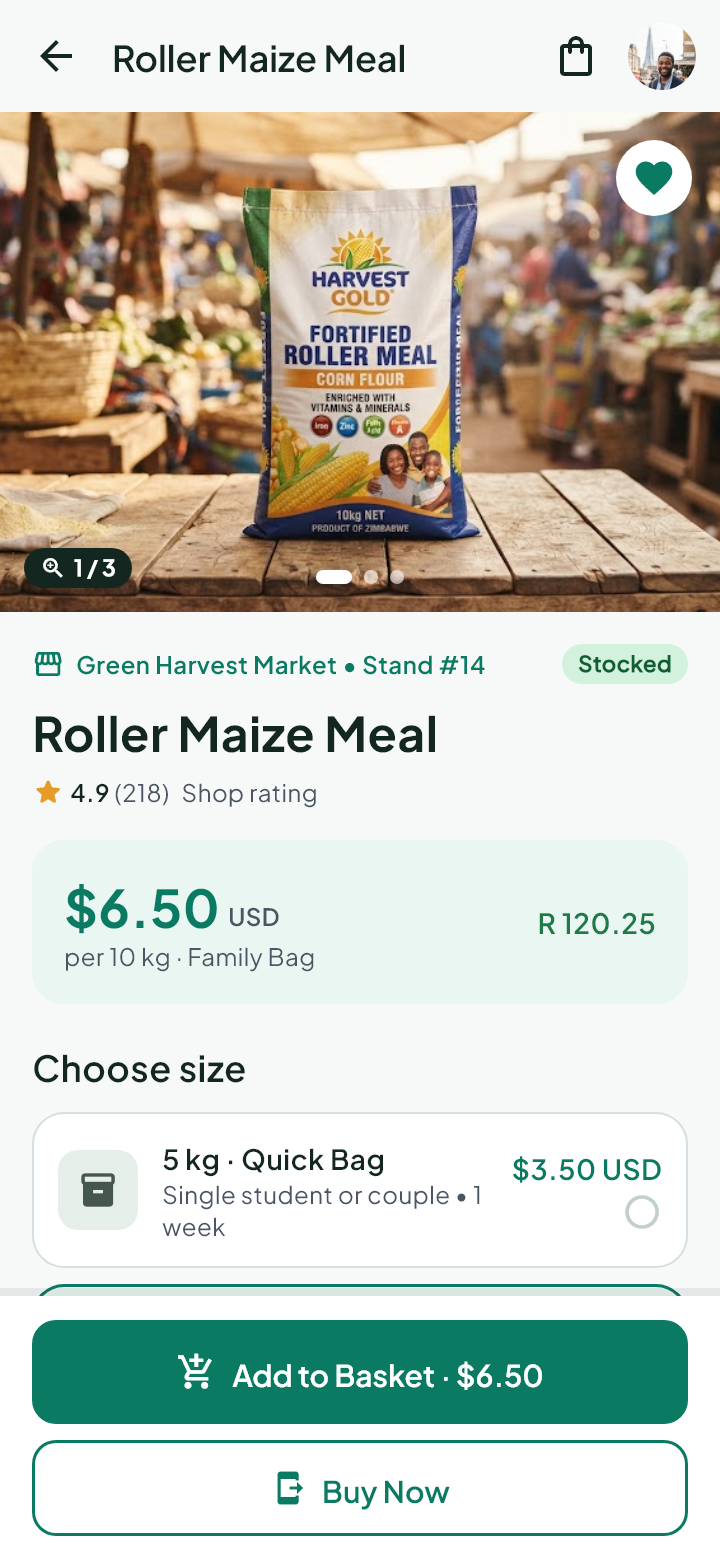 Roller Maize Meal
HARVEST
GOLD
FORTIFIED
ROLLER MEAL
CORN FLOUR
ENRICHED WITH
VITAMINS & MINERALS
Iron Zinc
A
10kg NET
PRODUCT OF ZIMBABWE
1 / 3
Green Harvest Market • Stand #14 Stocked
Roller Maize Meal
4.9 (218) Shop rating
$6.50 USD R 120.25
per 10 kg · Family Bag
Choose size
5 kg · Quick Bag $3.50 USD
Single student or couple • 1
week
Add to Basket · $6.50
Buy Now